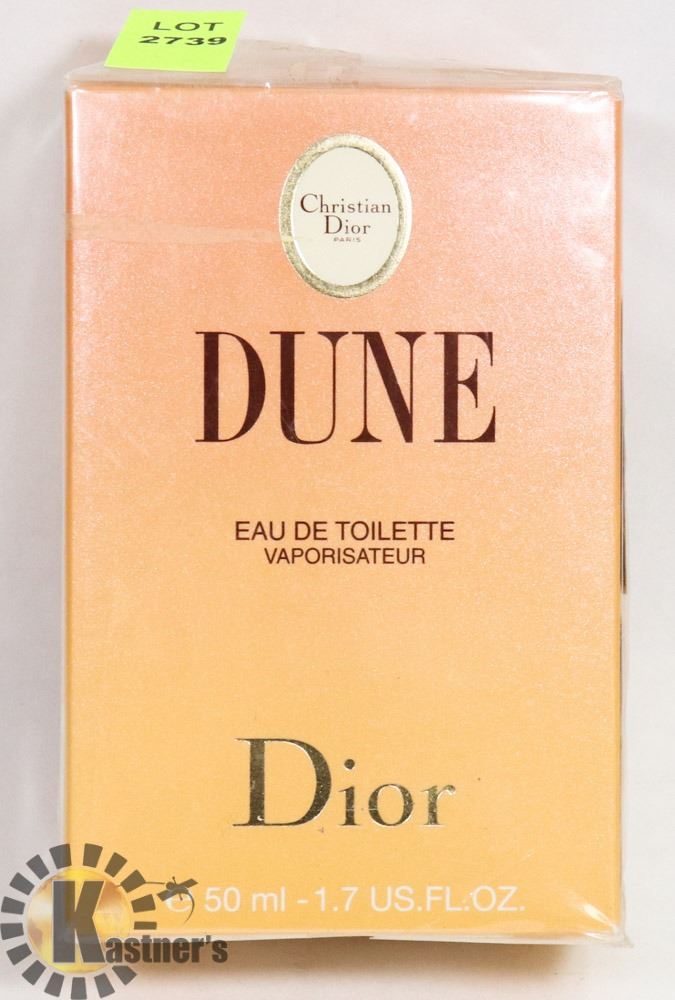 LOT
2739
Christian
Dior
PARIS
DUNE
EAU DE TOILETTE
VAPORISATEUR
Dior
℮ 50 ml - 1.7 US.FL.OZ.
Kastner's